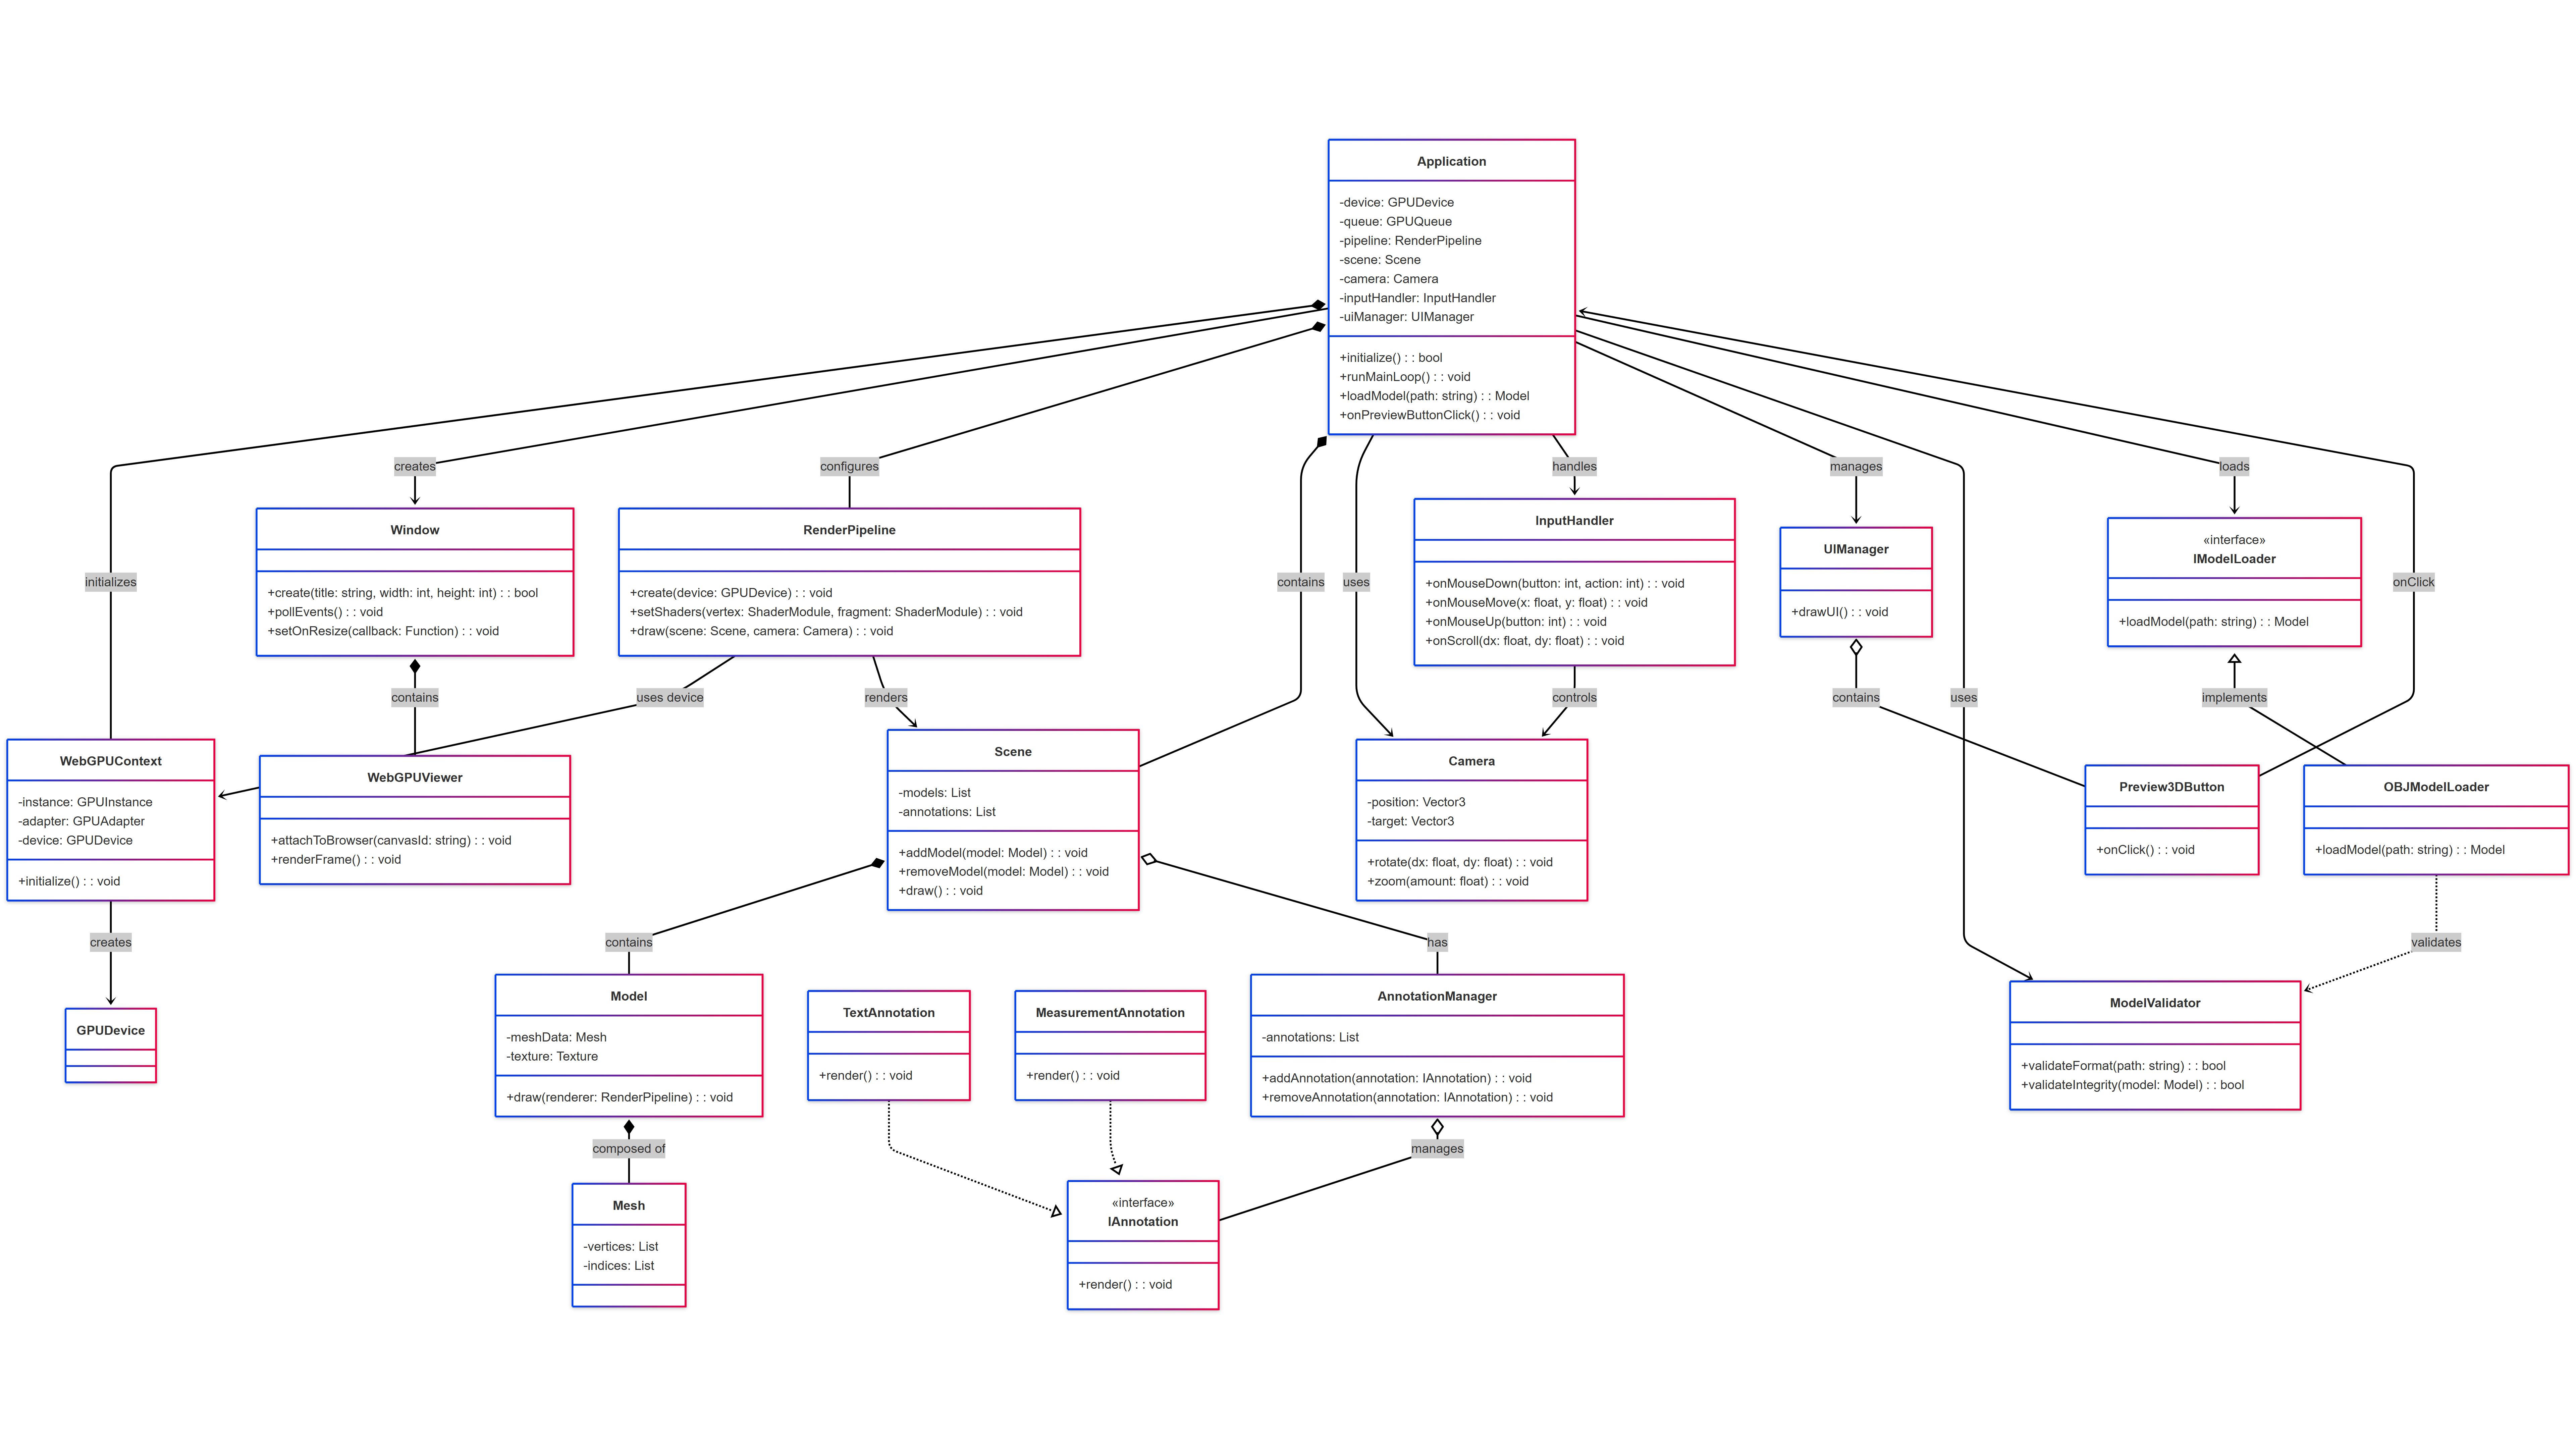 Application
-device: GPUDevice
-queue: GPUQueue
-pipeline: RenderPipeline
-scene: Scene
-camera: Camera
-inputHandler: InputHandler
-uiManager: UIManager
+initialize() : : bool
+runMainLoop() : : void
+loadModel(path: string) : : Model
+onPreviewButtonClick() : : void
creates
configures
handles
manages
loads
Window
+create(title: string, width: int, height: int) : : bool
+pollEvents() : : void
+setOnResize(callback: Function) : : void
RenderPipeline
+create(device: GPUDevice) : : void
+setShaders(vertex: ShaderModule, fragment: ShaderModule) : : void
+draw(scene: Scene, camera: Camera) : : void
InputHandler
+onMouseDown(button: int, action: int) : : void
+onMouseMove(x: float, y: float) : : void
+onMouseUp(button: int) : : void
+onScroll(dx: float, dy: float) : : void
UIManager
+drawUI() : : void
«interface»
IModelLoader
+loadModel(path: string) : : Model
initializes
contains
uses
onClick
contains
uses device
renders
controls
contains
uses
implements
WebGPUContext
-instance: GPUInstance
-adapter: GPUAdapter
-device: GPUDevice
+initialize() : : void
WebGPUViewer
+attachToBrowser(canvasId: string) : : void
+renderFrame() : : void
Scene
-models: List
-annotations: List
+addModel(model: Model) : : void
+removeModel(model: Model) : : void
+draw() : : void
Camera
-position: Vector3
-target: Vector3
+rotate(dx: float, dy: float) : : void
+zoom(amount: float) : : void
Preview3DButton
+onClick() : : void
OBJModelLoader
+loadModel(path: string) : : Model
creates
contains
has
validates
GPUDevice
Model
-meshData: Mesh
-texture: Texture
+draw(renderer: RenderPipeline) : : void
TextAnnotation
+render() : : void
MeasurementAnnotation
+render() : : void
AnnotationManager
-annotations: List
+addAnnotation(annotation: IAnnotation) : : void
+removeAnnotation(annotation: IAnnotation) : : void
ModelValidator
+validateFormat(path: string) : : bool
+validateIntegrity(model: Model) : : bool
composed of
manages
Mesh
-vertices: List
-indices: List
«interface»
IAnnotation
+render() : : void